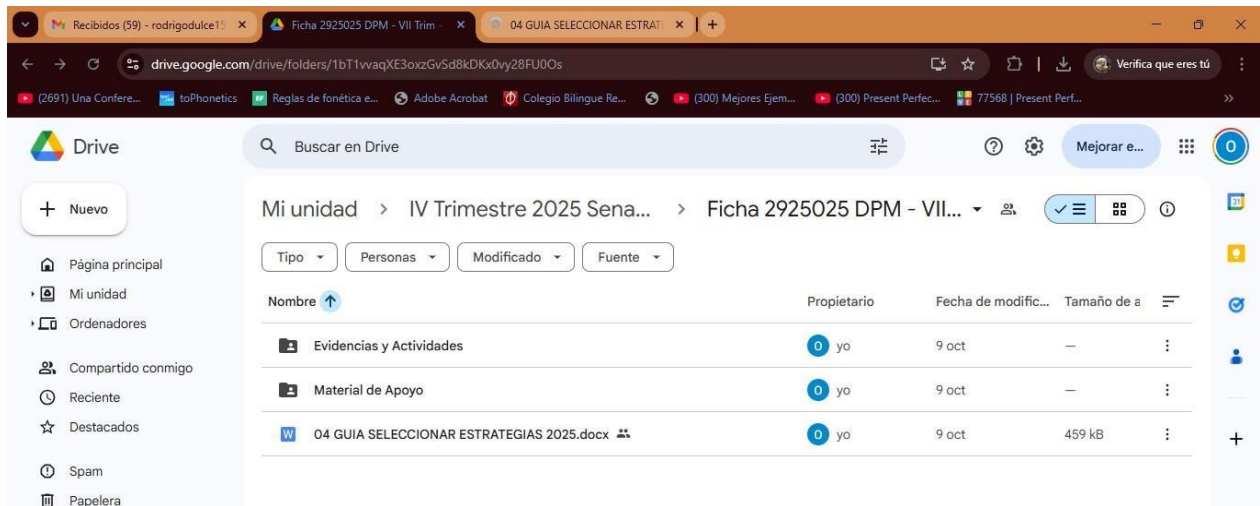 Recibidos (59) - rodrigodulce15
Ficha 2925025 DPM - VII Trim -
04 GUIA SELECCIONAR ESTRATE
drive.google.com/drive/folders/1bT1vvaqXE3oxzGvSd8kDKx0vy28FU0Os
Verifica que eres tú
(2691) Una Confere...
toPhonetics
Reglas de fonética e...
Adobe Acrobat
Colegio Bilingue Re...
(300) Mejores Ejem...
(300) Present Perfec...
77568 | Present Perf...
Drive
Buscar en Drive
Mejorar e...
O
Nuevo
Página principal
Mi unidad
Ordenadores
Compartido conmigo
Reciente
Destacados
Spam
Papelera
Mi unidad > IV Trimestre 2025 Sena... > Ficha 2925025 DPM - VII...
Tipo Personas Modificado Fuente
Nombre Propietario Fecha de modific... Tamaño de a
Evidencias y Actividades O yo 9 oct —
Material de Apoyo O yo 9 oct —
W 04 GUIA SELECCIONAR ESTRATEGIAS 2025.docx O yo 9 oct 459 kB
31